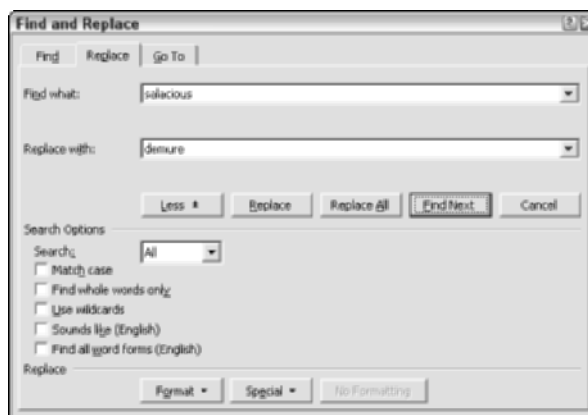 Find and Replace
Find Replace Go To
Find what: salacious
Replace with: demure
Less Replace Replace All Find Next Cancel
Search Options
Search: All
Match case
Find whole words only
Use wildcards
Sounds like (English)
Find all word forms (English)
Replace
Format Special No Formatting